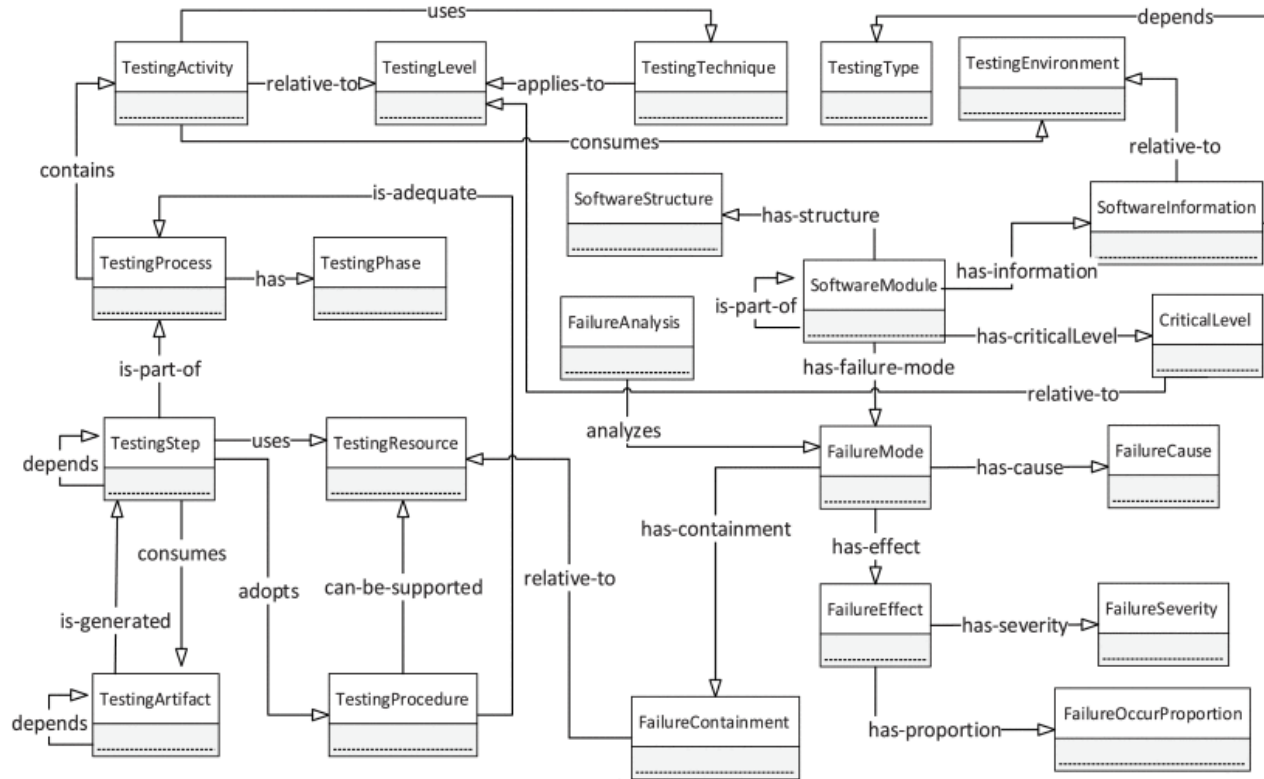 uses
depends
TestingActivity
relative-to
TestingLevel
applies-to
TestingTechnique
TestingType
TestingEnvironment
consumes
contains
relative-to
is-adequate
SoftwareStructure
has-structure
SoftwareInformation
TestingProcess
has
TestingPhase
has-information
SoftwareModule
is-part-of
FailureAnalysis
has-criticalLevel
CriticalLevel
is-part-of
has-failure-mode
relative-to
TestingStep
uses
TestingResource
analyzes
FailureMode
has-cause
FailureCause
depends
consumes
has-containment
has-effect
adopts
can-be-supported
relative-to
is-generated
FailureEffect
has-severity
FailureSeverity
TestingArtifact
TestingProcedure
depends
FailureContainment
has-proportion
FailureOccurProportion